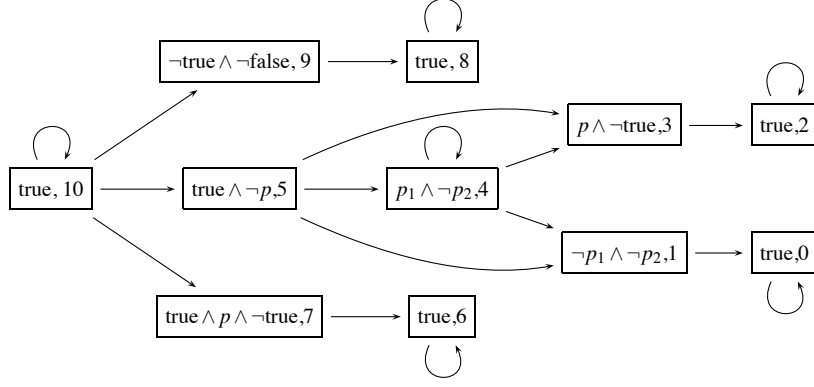 ¬true ∧ ¬false, 9
true, 8
p ∧ ¬true,3
true,2
true, 10
true ∧ ¬p,5
p₁ ∧ ¬p₂,4
¬p₁ ∧ ¬p₂,1
true,0
true ∧ p ∧ ¬true,7
true,6